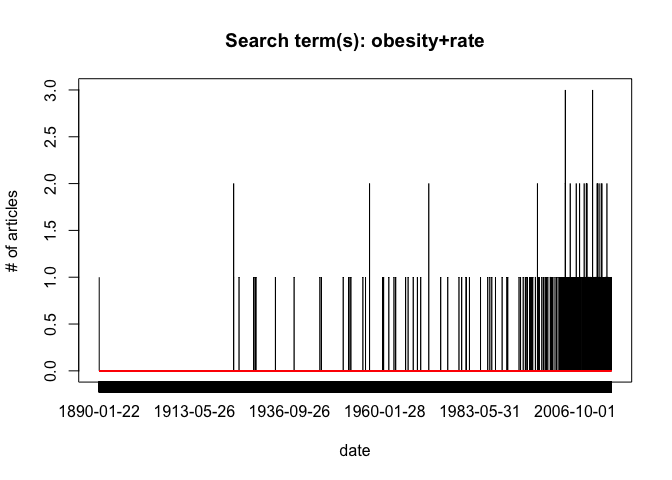 Search term(s): obesity+rate
# of articles
3.0
2.5
2.0
1.5
1.0
0.5
0.0
1890-01-22 1913-05-26 1936-09-26 1960-01-28 1983-05-31 2006-10-01
date